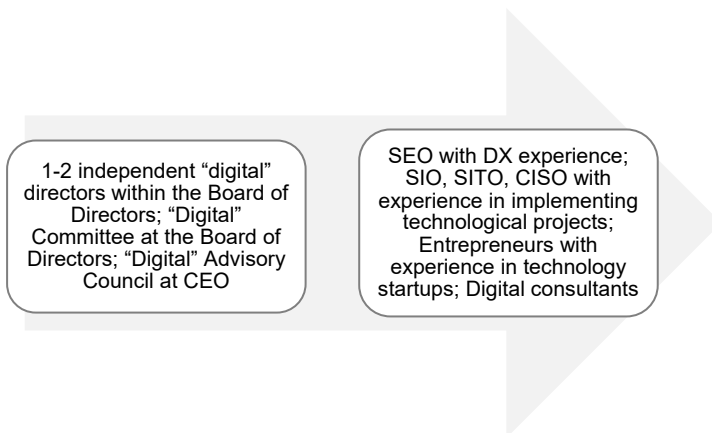 1-2 independent “digital”
directors within the Board of
Directors; “Digital”
Committee at the Board of
Directors; “Digital” Advisory
Council at CEO
SEO with DX experience;
SIO, SITO, CISO with
experience in implementing
technological projects;
Entrepreneurs with
experience in technology
startups; Digital consultants